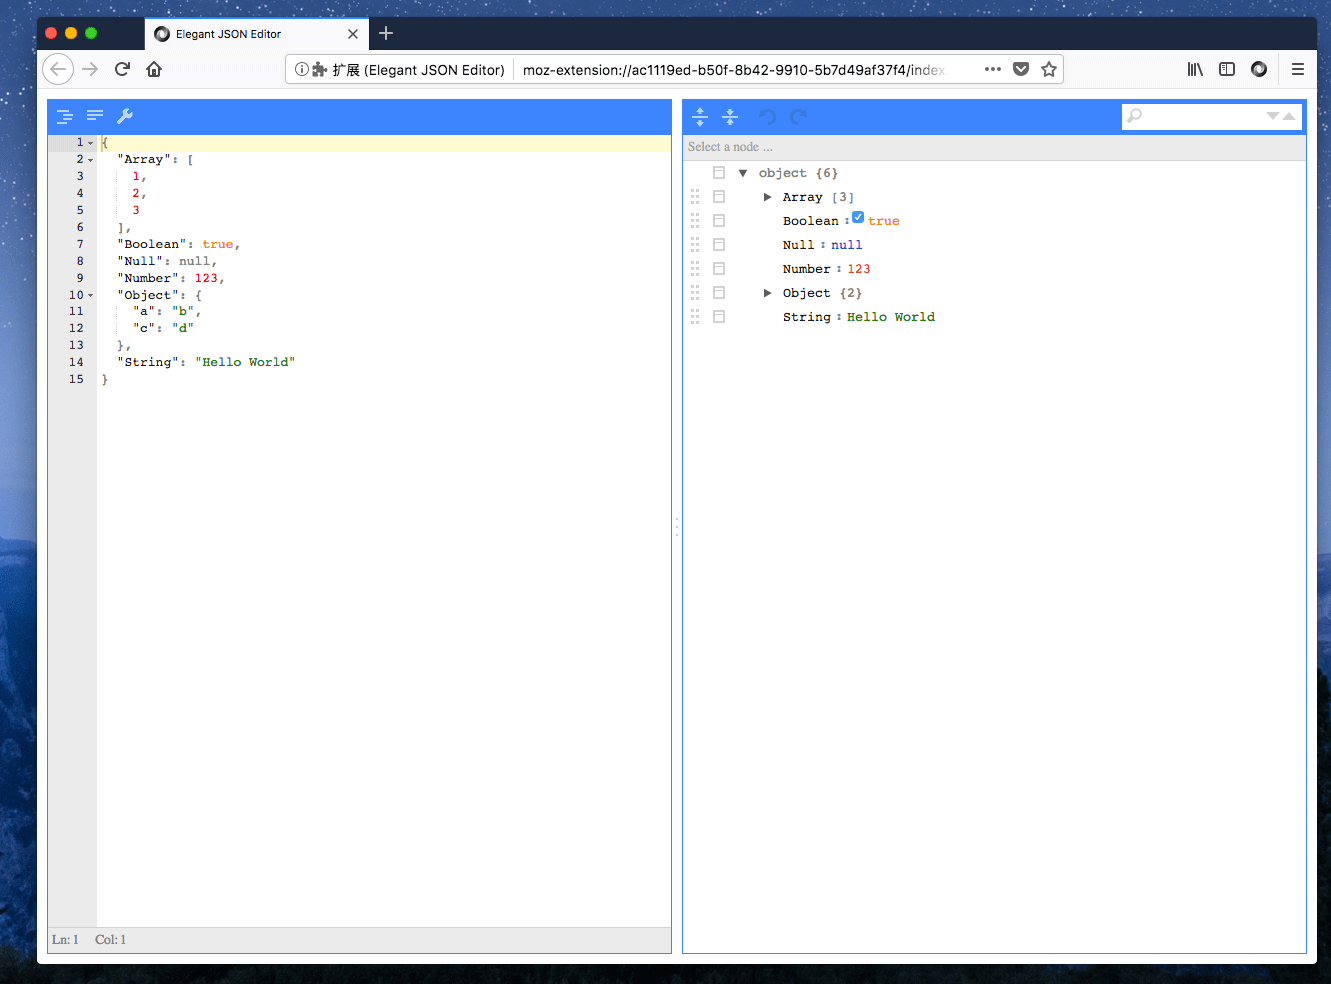 Elegant JSON Editor
扩展 (Elegant JSON Editor) moz-extension://ac1119ed-b50f-8b42-9910-5b7d49af37f4/index
1 {
2 "Array": [
3 1,
4 2,
5 3
6 ],
7 "Boolean": true,
8 "Null": null,
9 "Number": 123,
10 "Object": {
11 "a": "b",
12 "c": "d"
13 },
14 "String": "Hello World"
15 }
Ln: 1 Col: 1
Select a node ...
object {6}
Array [3]
Boolean : true
Null : null
Number : 123
Object {2}
String : Hello World